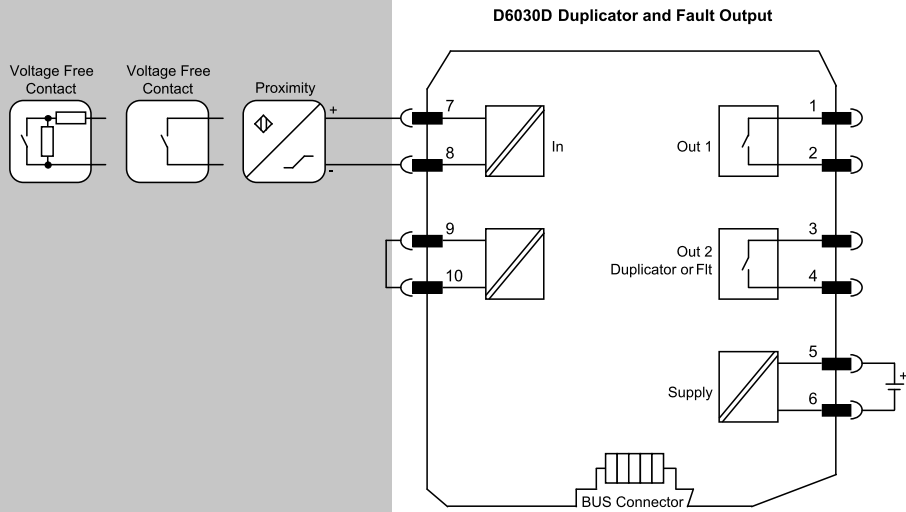 D6030D Duplicator and Fault Output
Voltage Free
Contact
Voltage Free
Contact
Proximity
+
-
7
8
In
9
10
Out 1
1
2
Out 2
Duplicator or Flt
3
4
Supply
5
6
+
BUS Connector